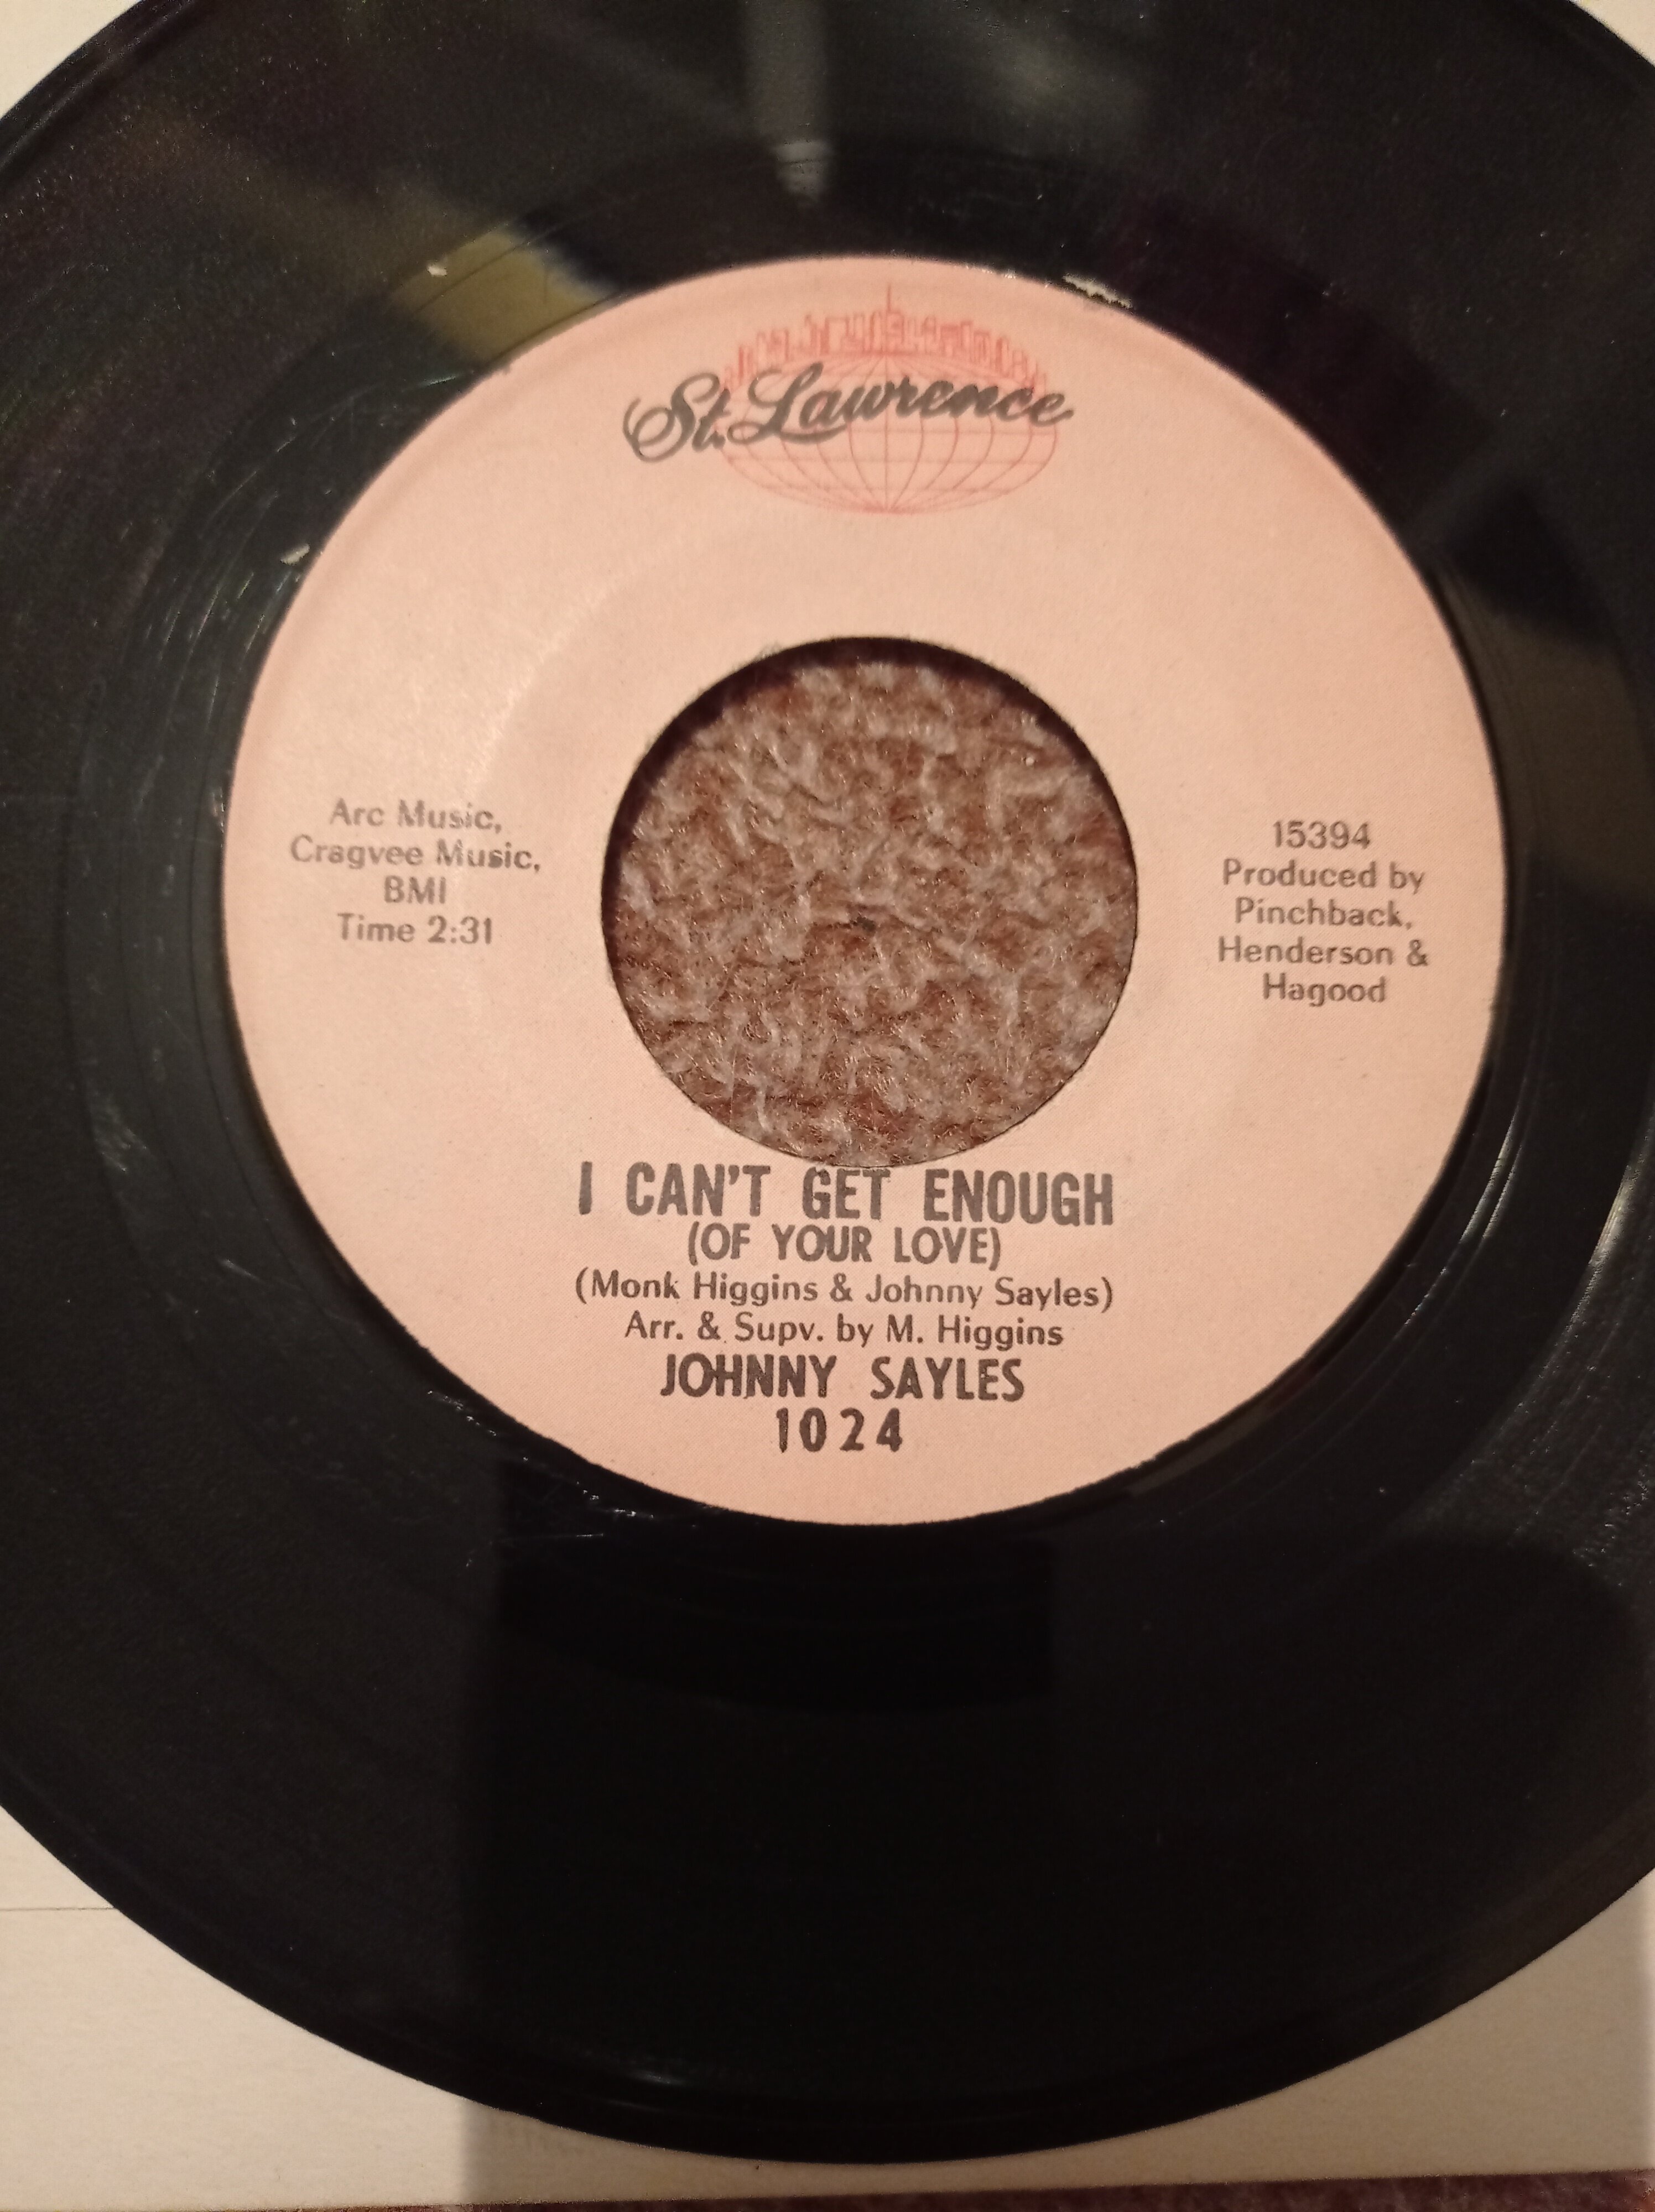 St. Lawrence
Arc Music,
Cragvee Music,
BMI
Time 2:31
15394
Produced by
Pinchback,
Henderson &
Hagood
I CAN'T GET ENOUGH
(OF YOUR LOVE)
(Monk Higgins & Johnny Sayles)
Arr. & Supv. by M. Higgins
JOHNNY SAYLES
1024